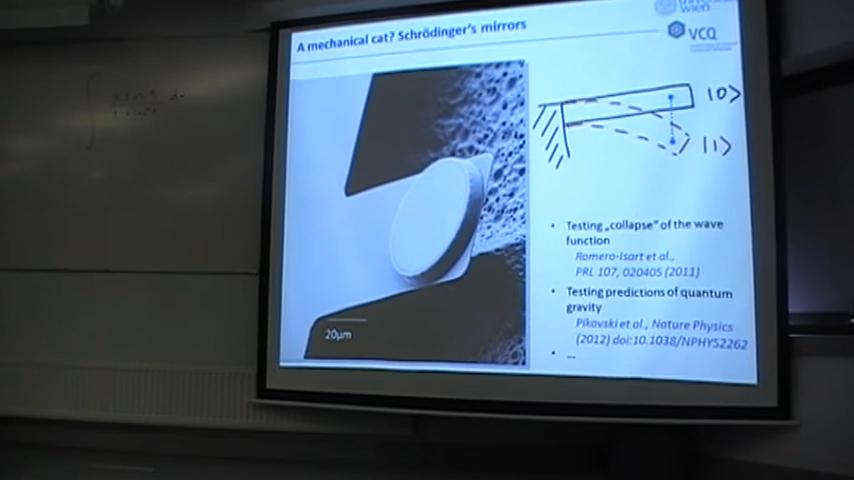 A mechanical cat? Schrödinger's mirrors
wien
VCQ
|0>
|1>
• Testing „collapse" of the wave
function
Romero-Isart et al.,
PRL 107, 020405 (2011)
• Testing predictions of quantum
gravity
Pikovski et al., Nature Physics
(2012) doi:10.1038/NPHYS2262
• ...
20µm